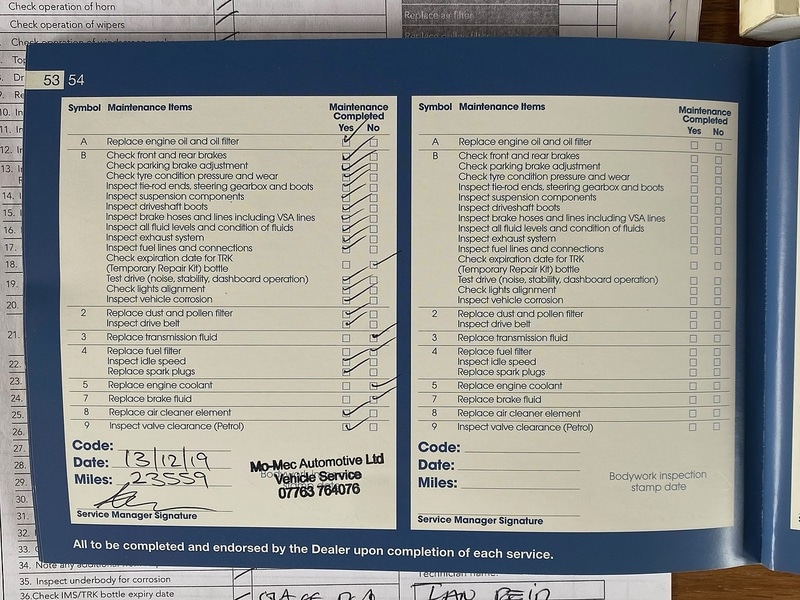 Check operation of horn
Check operation of wipers
Replace air filter
53 54
Symbol Maintenance Items Maintenance Completed
Yes No
A Replace engine oil and oil filter
B Check front and rear brakes
Check parking brake adjustment
Check tyre condition pressure and wear
Inspect tie-rod ends, steering gearbox and boots
Inspect suspension components
Inspect driveshaft boots
Inspect brake hoses and lines including VSA lines
Inspect all fluid levels and condition of fluids
Inspect exhaust system
Inspect fuel lines and connections
Check expiration date for TRK
(Temporary Repair Kit) bottle
Test drive (noise, stability, dashboard operation)
Check lights alignment
Inspect vehicle corrosion
2 Replace dust and pollen filter
Inspect drive belt
3 Replace transmission fluid
4 Replace fuel filter
Inspect idle speed
Replace spark plugs
5 Replace engine coolant
7 Replace brake fluid
8 Replace air cleaner element
9 Inspect valve clearance (Petrol)
Code:
Date: 13/12/19
Miles: 23559
Service Manager Signature
Mo-Mec Automotive Ltd
Vehicle Service
07763 764076
Symbol Maintenance Items Maintenance Completed
Yes No
A Replace engine oil and oil filter
B Check front and rear brakes
Check parking brake adjustment
Check tyre condition pressure and wear
Inspect tie-rod ends, steering gearbox and boots
Inspect suspension components
Inspect driveshaft boots
Inspect brake hoses and lines including VSA lines
Inspect all fluid levels and condition of fluids
Inspect exhaust system
Inspect fuel lines and connections
Check expiration date for TRK
(Temporary Repair Kit) bottle
Test drive (noise, stability, dashboard operation)
Check lights alignment
Inspect vehicle corrosion
2 Replace dust and pollen filter
Inspect drive belt
3 Replace transmission fluid
4 Replace fuel filter
Inspect idle speed
Replace spark plugs
5 Replace engine coolant
7 Replace brake fluid
8 Replace air cleaner element
9 Inspect valve clearance (Petrol)
Code:
Date:
Miles:
Service Manager Signature
Bodywork inspection
stamp date
All to be completed and endorsed by the Dealer upon completion of each service.
35. Inspect underbody for corrosion
36.Check IMS/TRK bottle expiry date
Technician name: